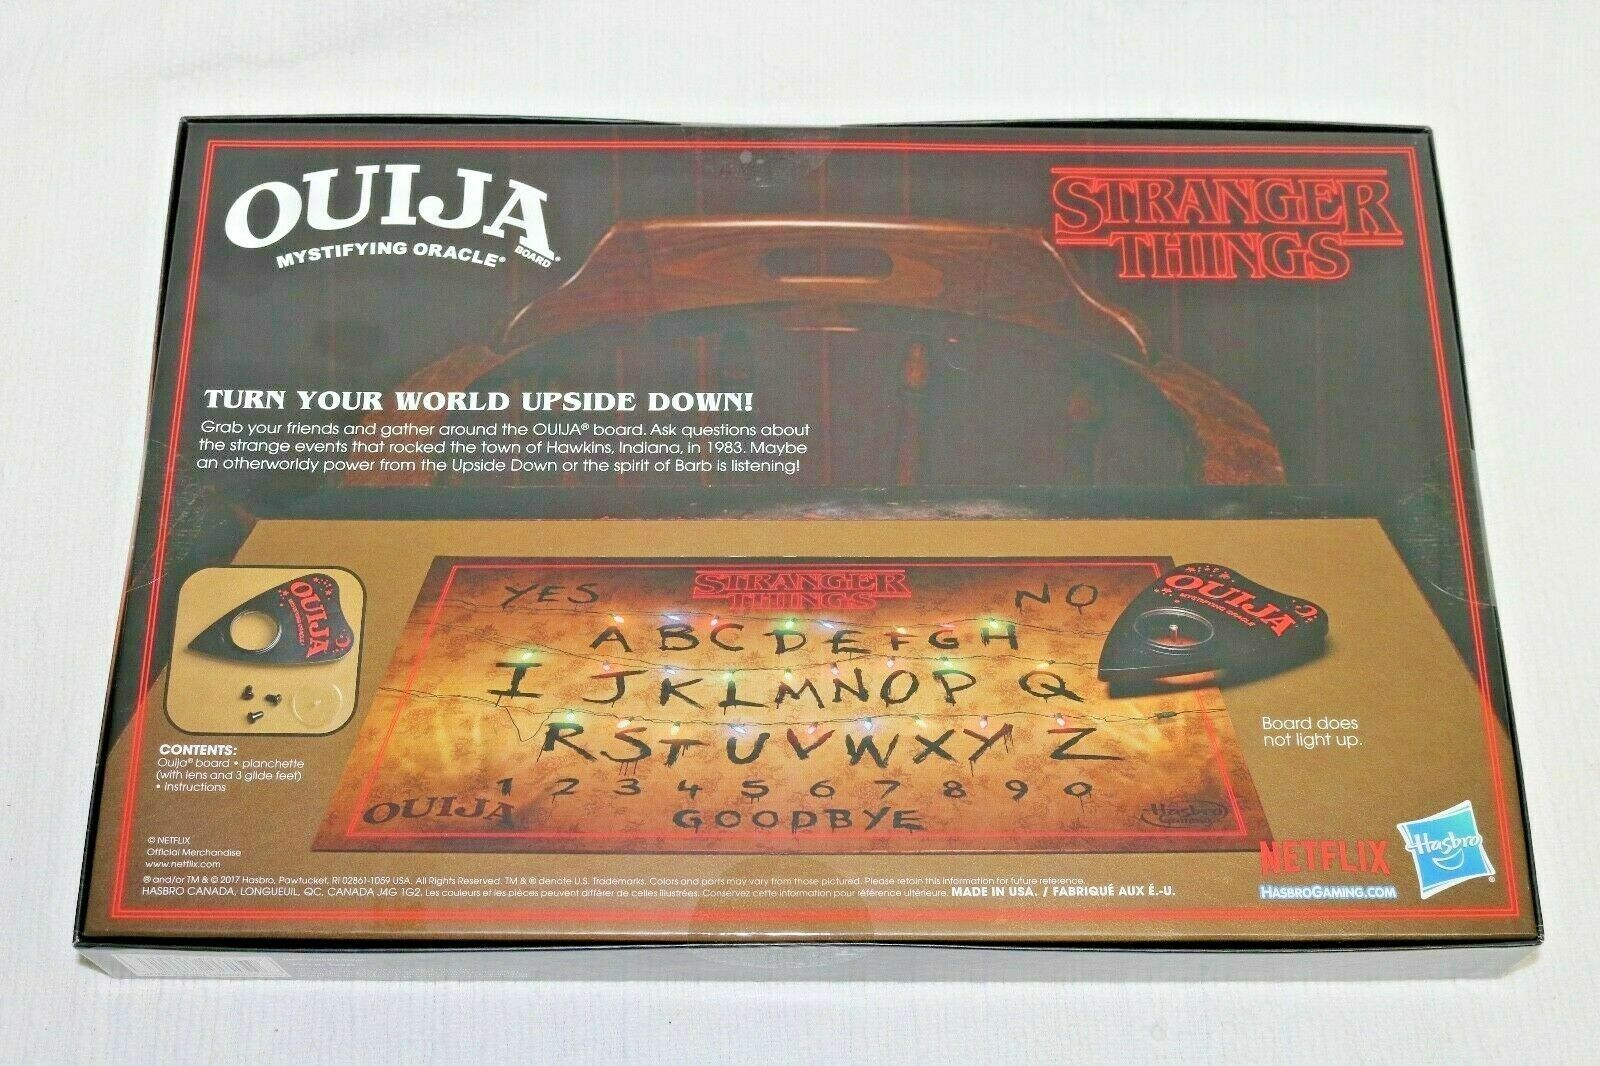 OUIJA
BOARD®
MYSTIFYING ORACLE®
STRANGER
THINGS
TURN YOUR WORLD UPSIDE DOWN!
Grab your friends and gather around the OUIJA® board. Ask questions about
the strange events that rocked the town of Hawkins, Indiana, in 1983. Maybe
an otherworldy power from the Upside Down or the spirit of Barb is listening!
OUIJA
YES
STRANGER
THINGS
NO
OUIJA
MYSTIFYING ORACLE
A B C D E F G H
I J K L M N O P Q
R S T U V W X Y Z
1 2 3 4 5 6 7 8 9 0
OUIJA
GOODBYE
Hasbro
Gaming
Board does
not light up.
CONTENTS:
Ouija® board • planchette
(with lens and 3 glide feet)
• Instructions
© NETFLIX
Official Merchandise
www.netflix.com
NETFLIX
Hasbro
HASBROGAMING.COM
® and/or TM & © 2017 Hasbro, Pawtucket, RI 02861-1059 USA. All Rights Reserved. TM & ® denote U.S. Trademarks. Colors and parts may vary from those pictured. Please retain this information for future reference.
HASBRO CANADA, LONGUEUIL, QC, CANADA J4G 1G2. Les couleurs et les pièces peuvent différer de celles illustrées. Conservez cette information pour référence ultérieure. MADE IN USA. / FABRIQUÉ AUX É.-U.